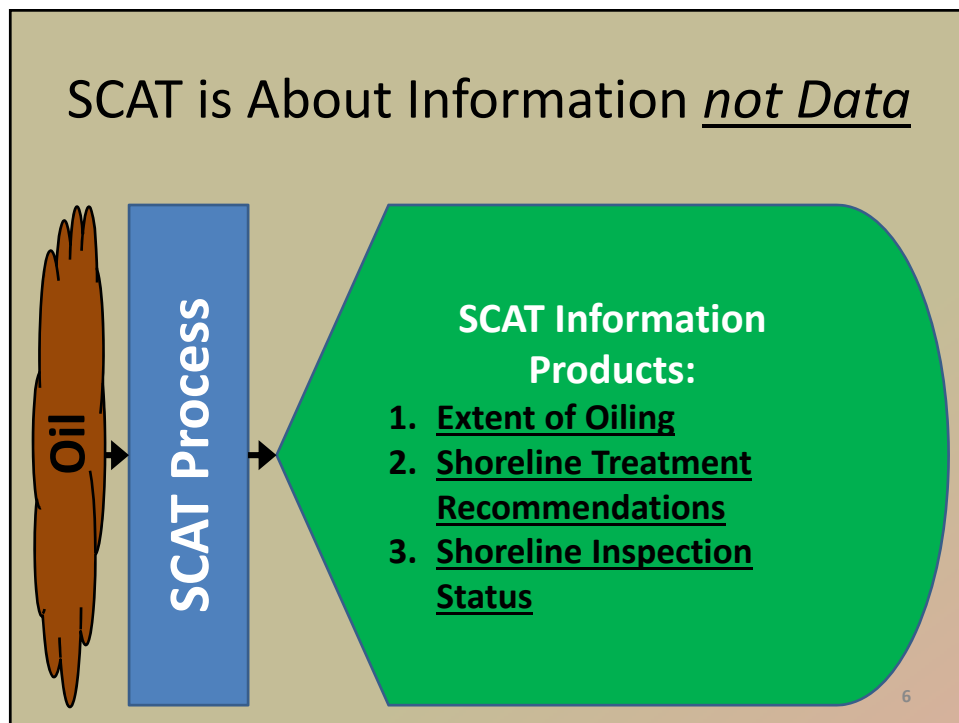 SCAT is About Information not Data
Oil
SCAT Process
SCAT Information
Products:
1. Extent of Oiling
2. Shoreline Treatment
Recommendations
3. Shoreline Inspection
Status
6